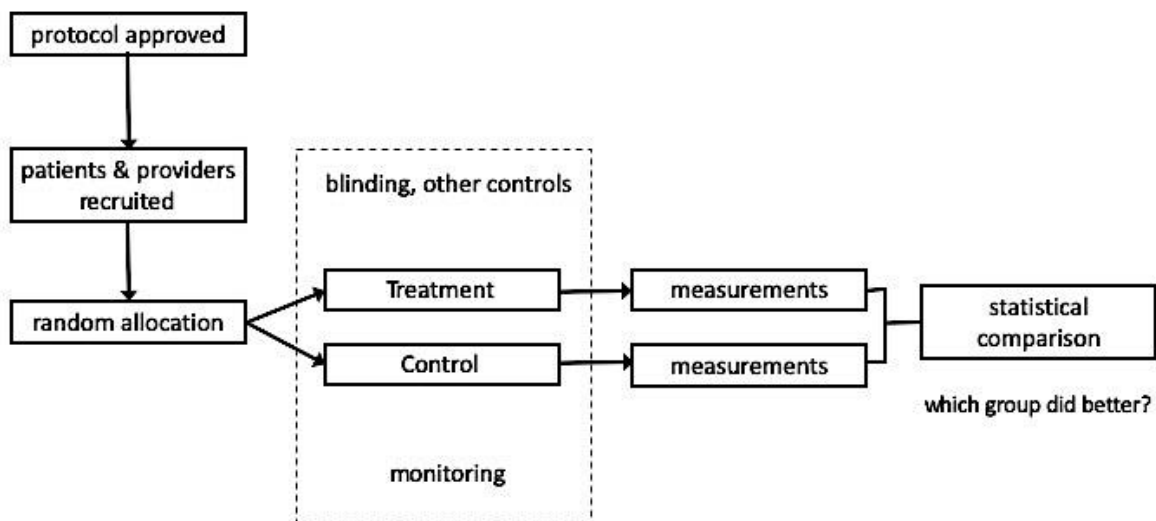 protocol approved
patients & providers
recruited
random allocation
blinding, other controls
Treatment
Control
monitoring
measurements
measurements
statistical
comparison
which group did better?